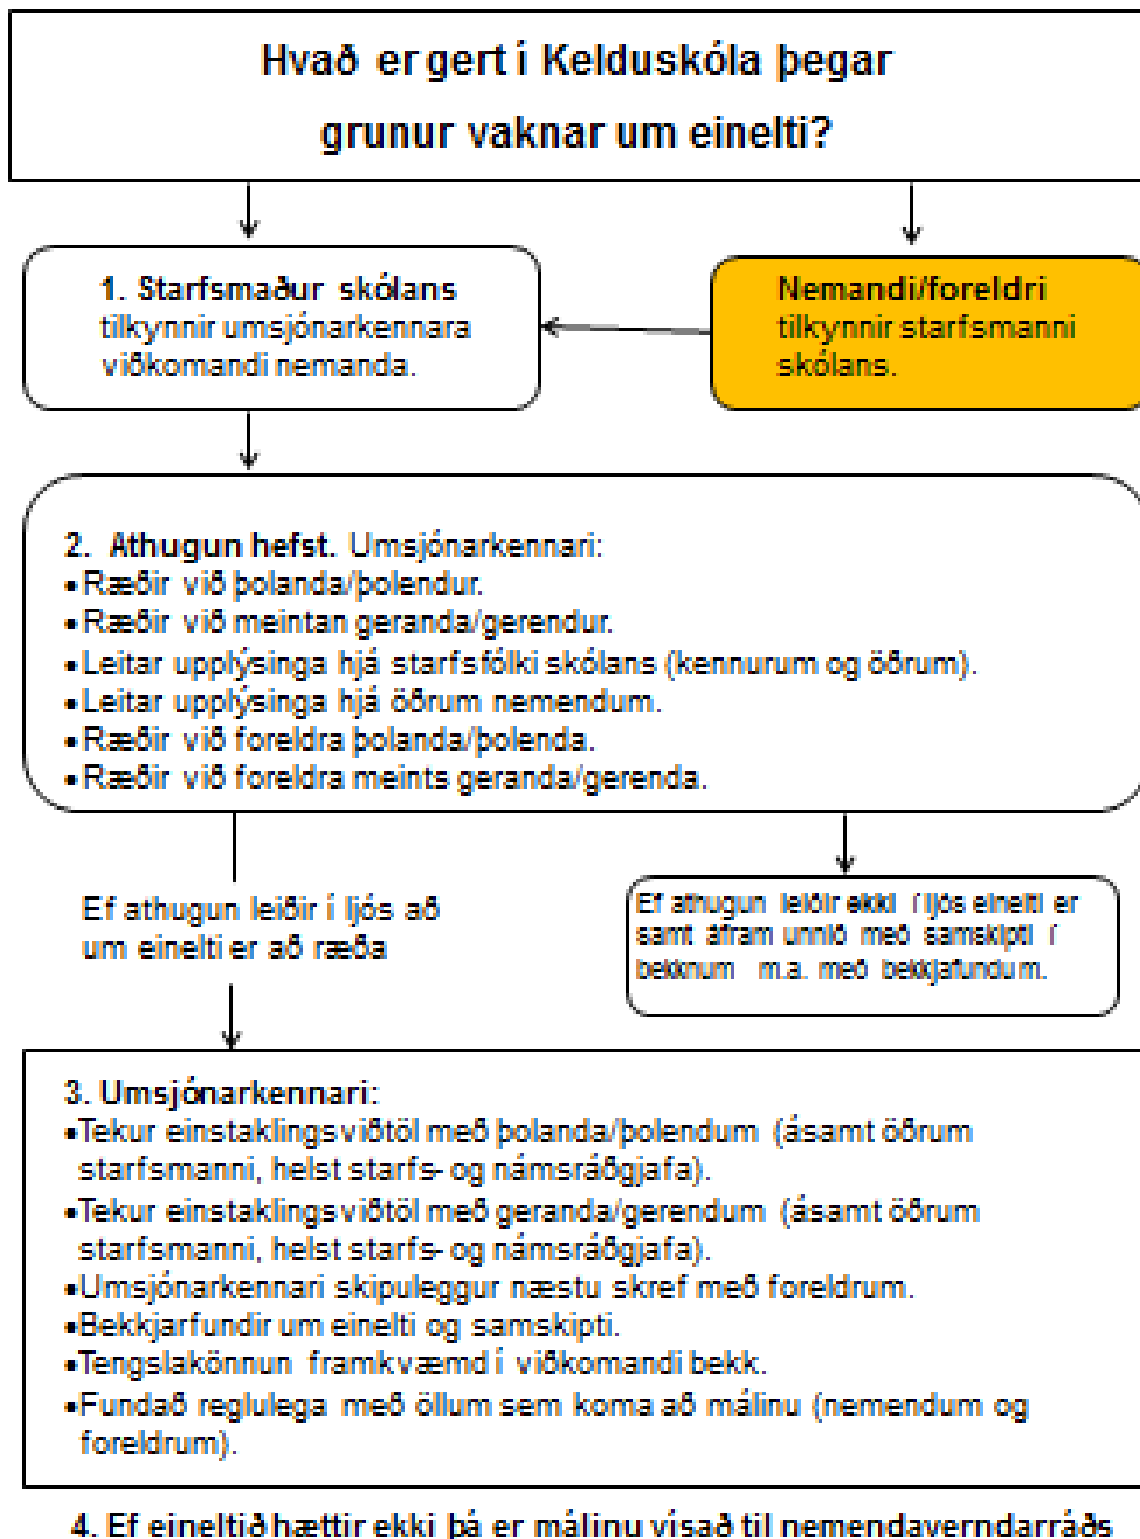 Hvað er gert í Kelduskóla þegar
grunur vaknar um einelti?
1. Starfsmaður skólans
tilkynnir umsjónarkennara
viðkomandi nemanda.
Nemandi/foreldri
tilkynnir starfsmanni
skólans.
2. Athugun hefst. Umsjónarkennari:
•Ræðir við þolanda/þolendur.
•Ræðir við meintan geranda/gerendur.
•Leitar upplýsinga hjá starfsfólki skólans (kennurum og öðrum).
•Leitar upplýsinga hjá öðrum nemendum.
•Ræðir við foreldra þolanda/þolenda.
•Ræðir við foreldra meints geranda/gerenda.
Ef athugun leiðir í ljós að
um einelti er að ræða
Ef athugun leiðir ekki í ljós einelti er
samt áfram unnið með samskipti í
bekknum m.a. með bekkjafundum.
3. Umsjónarkennari:
•Tekur einstaklingsviðtöl með þolanda/þolendum (ásamt öðrum
starfsmanni, helst starfs- og námsráðgjafa).
•Tekur einstaklingsviðtöl með geranda/gerendum (ásamt öðrum
starfsmanni, helst starfs- og námsráðgjafa).
•Umsjónarkennari skipuleggur næstu skref með foreldrum.
•Bekkjarfundir um einelti og samskipti.
•Tengslakönnun framkvæmd í viðkomandi bekk.
•Fundað reglulega með öllum sem koma að málinu (nemendum og
foreldrum).
4. Ef eineltið hættir ekki þá er málinu vísað til nemendaverndarráðs